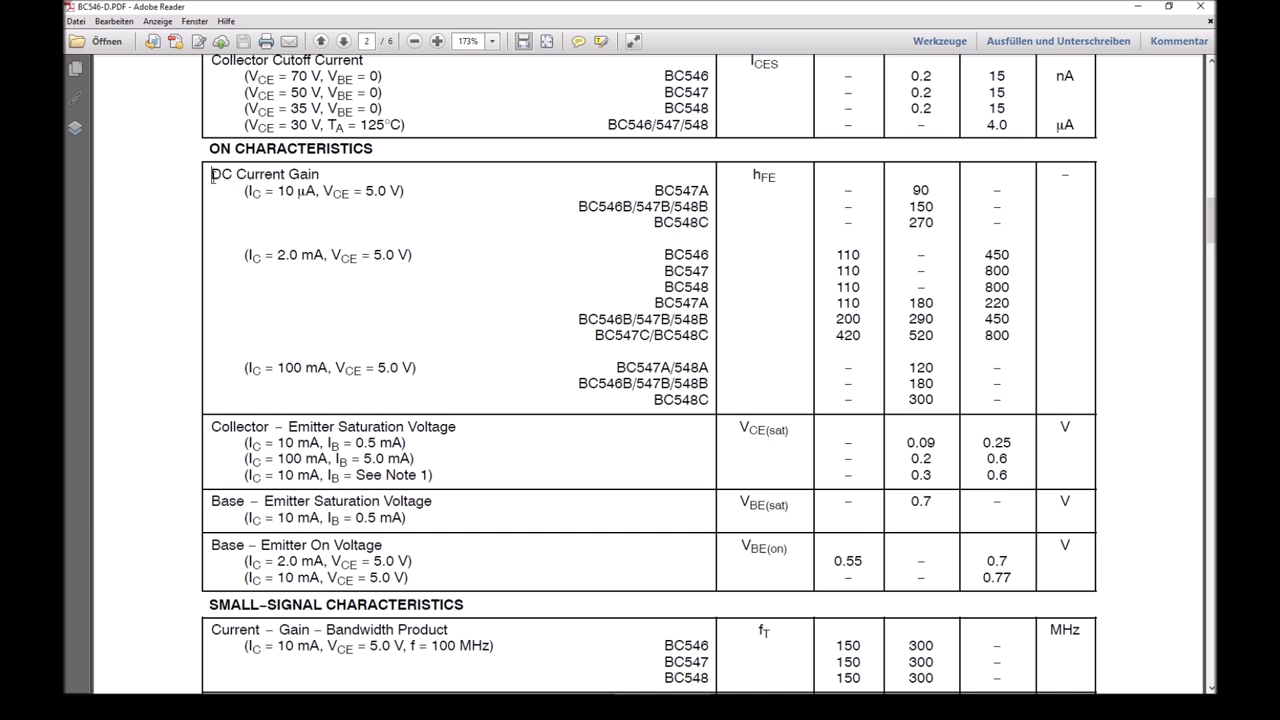 BC546-D.PDF - Adobe Reader
Datei Bearbeiten Anzeige Fenster Hilfe
Öffnen 2 / 6 173% Werkzeuge Ausfüllen und Unterschreiben Kommentar
Collector Cutoff Current ICES
(VCE = 70 V, VBE = 0) BC546 – 0.2 15 nA
(VCE = 50 V, VBE = 0) BC547 – 0.2 15
(VCE = 35 V, VBE = 0) BC548 – 0.2 15
(VCE = 30 V, TA = 125°C) BC546/547/548 – – 4.0 μA
ON CHARACTERISTICS
DC Current Gain hFE –
(IC = 10 μA, VCE = 5.0 V) BC547A – 90 –
BC546B/547B/548B – 150 –
BC548C – 270 –
(IC = 2.0 mA, VCE = 5.0 V) BC546 110 – 450
BC547 110 – 800
BC548 110 – 800
BC547A 110 180 220
BC546B/547B/548B 200 290 450
BC547C/BC548C 420 520 800
(IC = 100 mA, VCE = 5.0 V) BC547A/548A – 120 –
BC546B/547B/548B – 180 –
BC548C – 300 –
Collector – Emitter Saturation Voltage VCE(sat) V
(IC = 10 mA, IB = 0.5 mA) – 0.09 0.25
(IC = 100 mA, IB = 5.0 mA) – 0.2 0.6
(IC = 10 mA, IB = See Note 1) – 0.3 0.6
Base – Emitter Saturation Voltage VBE(sat) – 0.7 – V
(IC = 10 mA, IB = 0.5 mA)
Base – Emitter On Voltage VBE(on) V
(IC = 2.0 mA, VCE = 5.0 V) 0.55 – 0.7
(IC = 10 mA, VCE = 5.0 V) – – 0.77
SMALL–SIGNAL CHARACTERISTICS
Current – Gain – Bandwidth Product fT MHz
(IC = 10 mA, VCE = 5.0 V, f = 100 MHz) BC546 150 300 –
BC547 150 300 –
BC548 150 300 –